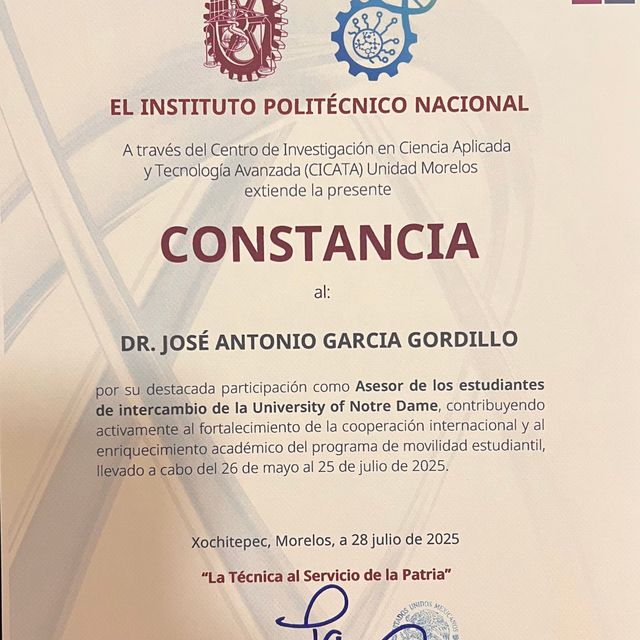 EL INSTITUTO POLITÉCNICO NACIONAL
A través del Centro de Investigación en Ciencia Aplicada
y Tecnología Avanzada (CICATA) Unidad Morelos
extiende la presente
CONSTANCIA
al:
DR. JOSÉ ANTONIO GARCIA GORDILLO
por su destacada participación como Asesor de los estudiantes
de intercambio de la University of Notre Dame, contribuyendo
activamente al fortalecimiento de la cooperación internacional y al
enriquecimiento académico del programa de movilidad estudiantil,
llevado a cabo del 26 de mayo al 25 de julio de 2025.
Xochitepec, Morelos, a 28 julio de 2025
“La Técnica al Servicio de la Patria”
UNIDOS MEXICANOS